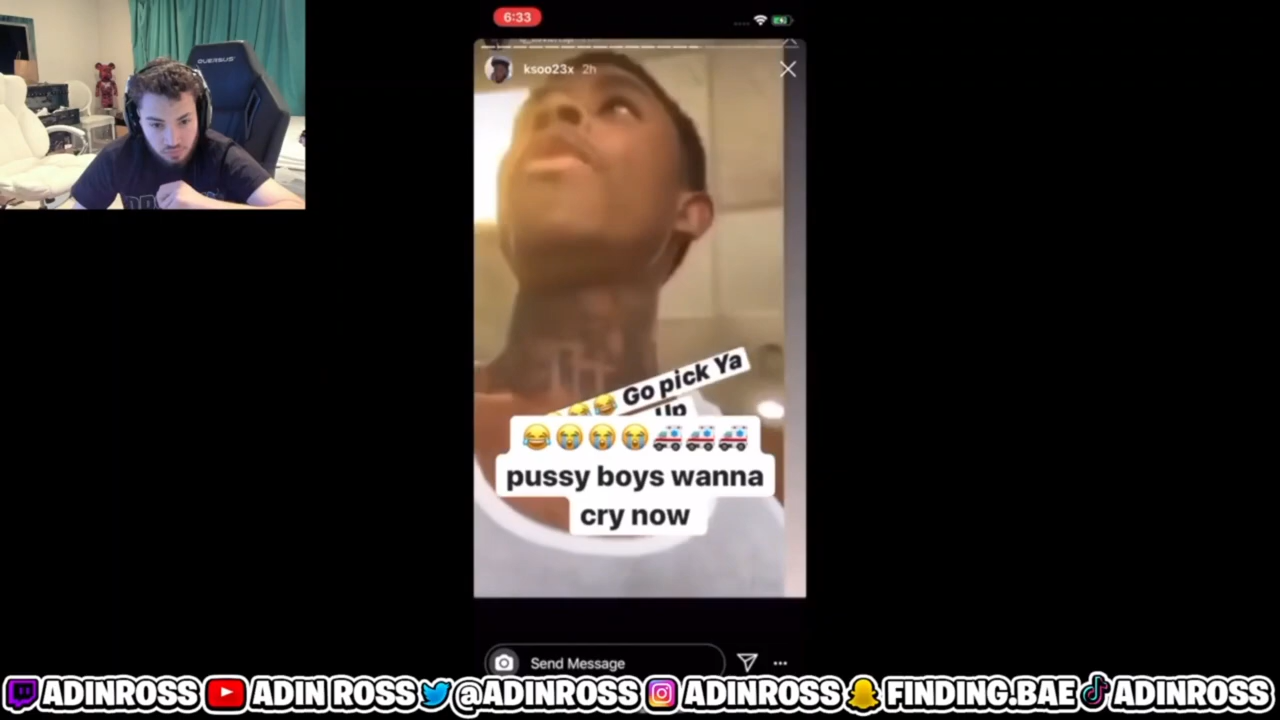 6:33
ksoo23x 2h
😂 Go pick Ya
Up
😂😭😭😭🚑🚑🚑
pussy boys wanna
cry now
Send Message
ADINROSS ADIN ROSS @ADINROSS ADINROSS FINDING.BAE ADINROSS